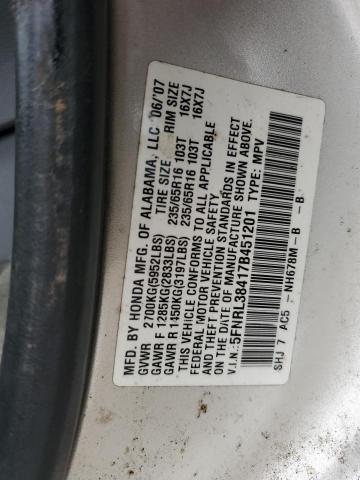 MFD. BY HONDA MFG. OF ALABAMA, LLC 06/'07
GVWR 2700KG(5952LBS) TIRE SIZE RIM SIZE
GAWR F 1285KG(2833LBS) 235/65R16 103T 16X7J
GAWR R 1450KG(3197LBS) 235/65R16 103T 16X7J
THIS VEHICLE CONFORMS TO ALL APPLICABLE
FEDERAL MOTOR VEHICLE SAFETY
AND THEFT PREVENTION STANDARDS IN EFFECT
ON THE DATE OF MANUFACTURE SHOWN ABOVE.
V.I.N.: 5FNRL38417B451201 TYPE: MPV
SHJ 7 AC5 - NH678M-B - B